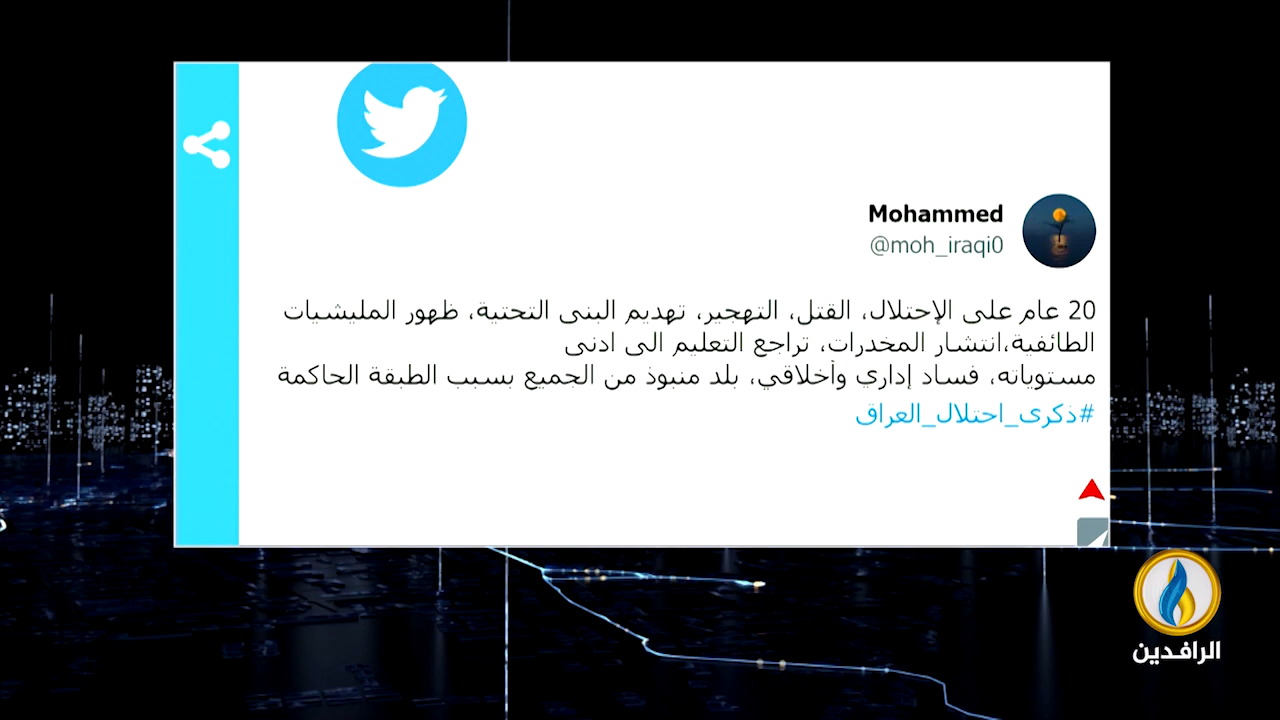 Mohammed
@moh_iraqi0
20 عام على الإحتلال، القتل، التهجير، تهديم البنى التحتية، ظهور المليشيات
الطائفية،انتشار المخدرات، تراجع التعليم الى ادنى
مستوياته، فساد إداري وأخلاقي، بلد منبوذ من الجميع بسبب الطبقة الحاكمة
#ذكرى_احتلال_العراق
الرافدين